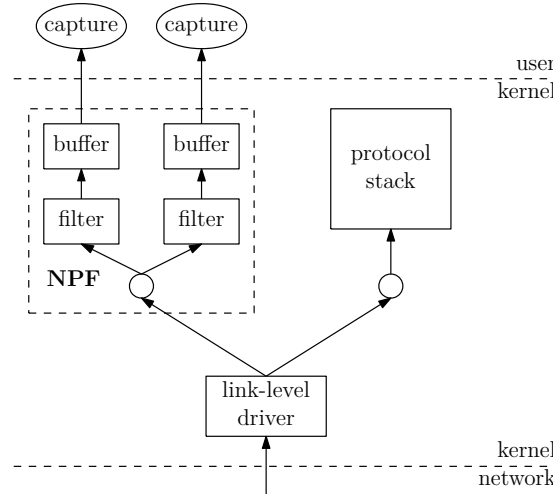 capture
capture
user
kernel
buffer
buffer
protocol
stack
filter
filter
NPF
link-level
driver
kernel
network